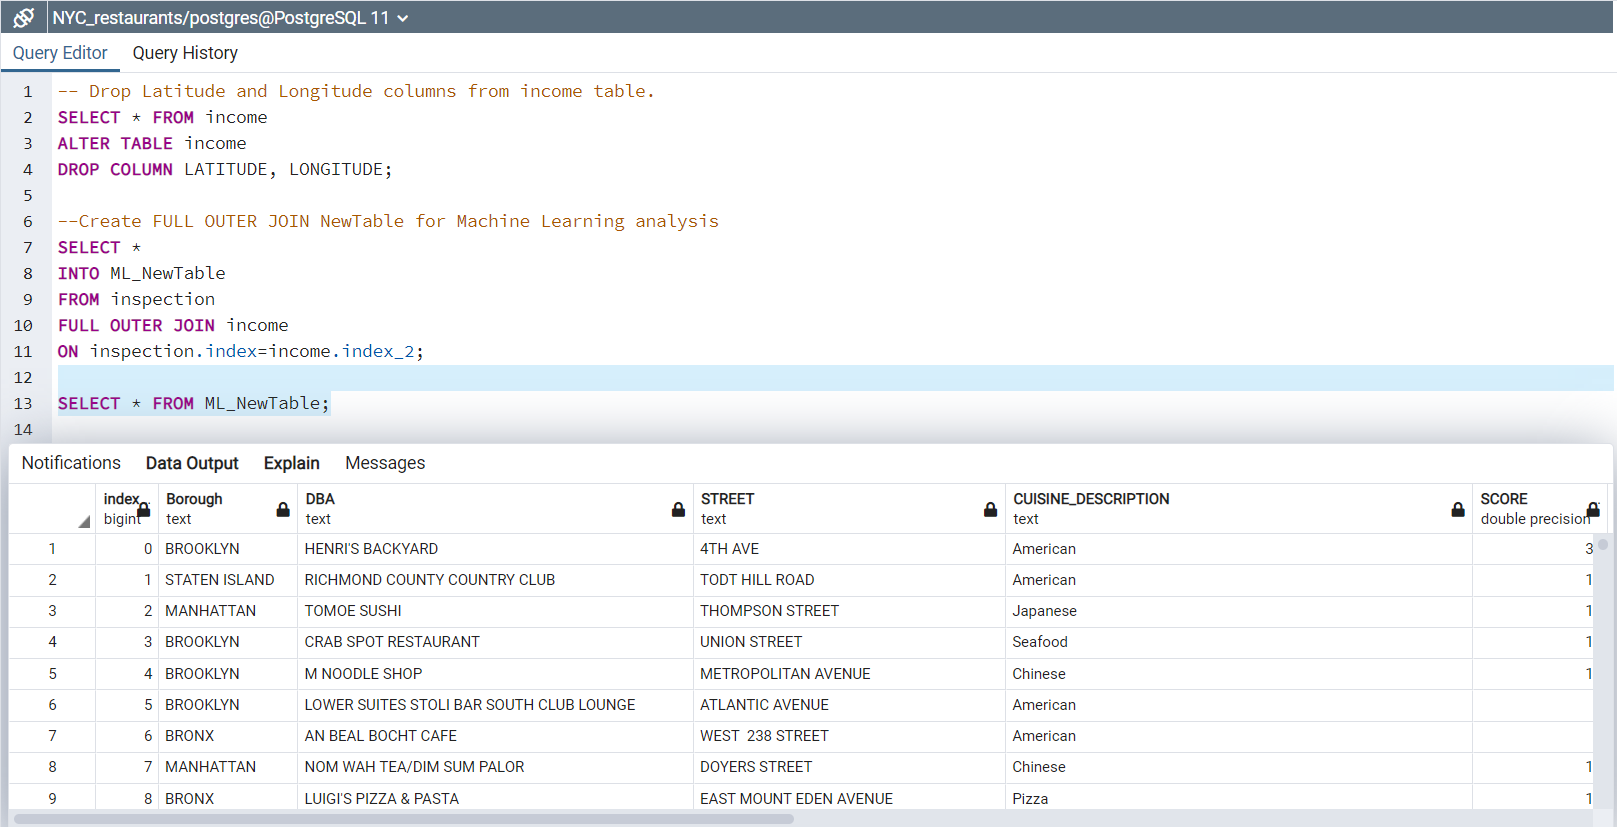 NYC_restaurants/postgres@PostgreSQL 11
Query Editor Query History
1 -- Drop Latitude and Longitude columns from income table.
2 SELECT * FROM income
3 ALTER TABLE income
4 DROP COLUMN LATITUDE, LONGITUDE;
5
6 --Create FULL OUTER JOIN NewTable for Machine Learning analysis
7 SELECT *
8 INTO ML_NewTable
9 FROM inspection
10 FULL OUTER JOIN income
11 ON inspection.index=income.index_2;
12
13 SELECT * FROM ML_NewTable;
14
Notifications Data Output Explain Messages
index Borough DBA STREET CUISINE_DESCRIPTION SCORE
bigint text text text text double precision
1 0 BROOKLYN HENRI'S BACKYARD 4TH AVE American 3
2 1 STATEN ISLAND RICHMOND COUNTY COUNTRY CLUB TODT HILL ROAD American 1
3 2 MANHATTAN TOMOE SUSHI THOMPSON STREET Japanese 1
4 3 BROOKLYN CRAB SPOT RESTAURANT UNION STREET Seafood 1
5 4 BROOKLYN M NOODLE SHOP METROPOLITAN AVENUE Chinese 1
6 5 BROOKLYN LOWER SUITES STOLI BAR SOUTH CLUB LOUNGE ATLANTIC AVENUE American
7 6 BRONX AN BEAL BOCHT CAFE WEST  238 STREET American
8 7 MANHATTAN NOM WAH TEA/DIM SUM PALOR DOYERS STREET Chinese 1
9 8 BRONX LUIGI'S PIZZA & PASTA EAST MOUNT EDEN AVENUE Pizza 1